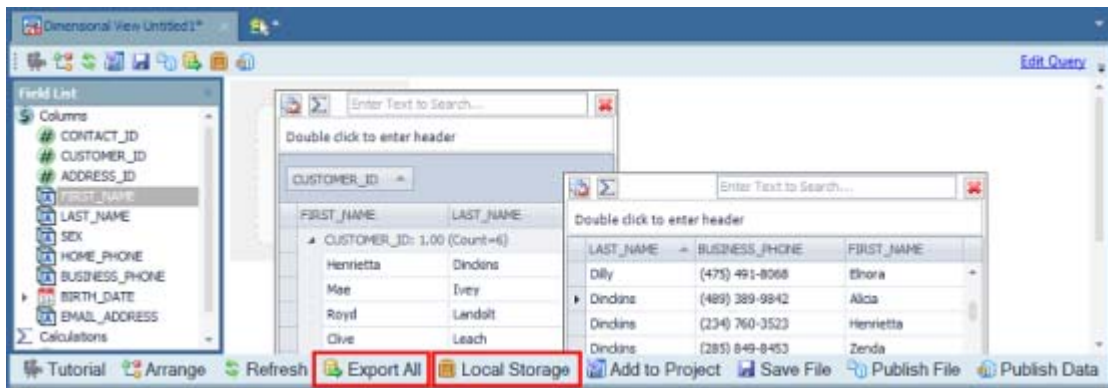 Dimensional View Untitled1*
Edit Query
Field List
Columns
# CONTACT_ID
# CUSTOMER_ID
# ADDRESS_ID
FIRST_NAME
LAST_NAME
SEX
HOME_PHONE
BUSINESS_PHONE
BIRTH_DATE
EMAIL_ADDRESS
Σ Calculations
Σ Enter Text to Search...
Double click to enter header
CUSTOMER_ID
FIRST_NAME LAST_NAME
CUSTOMER_ID: 1.00 (Count=6)
Henrietta Dinckins
Mae Ivey
Royd Landolt
Clive Leach
Σ Enter Text to Search...
Double click to enter header
LAST_NAME BUSINESS_PHONE FIRST_NAME
Dilly (475) 491-8068 Elnora
Dinckins (489) 389-9842 Alicia
Dinckins (234) 760-3523 Henrietta
Dinckins (285) 849-8453 Zenda
Tutorial Arrange Refresh Export All Local Storage Add to Project Save File Publish File Publish Data